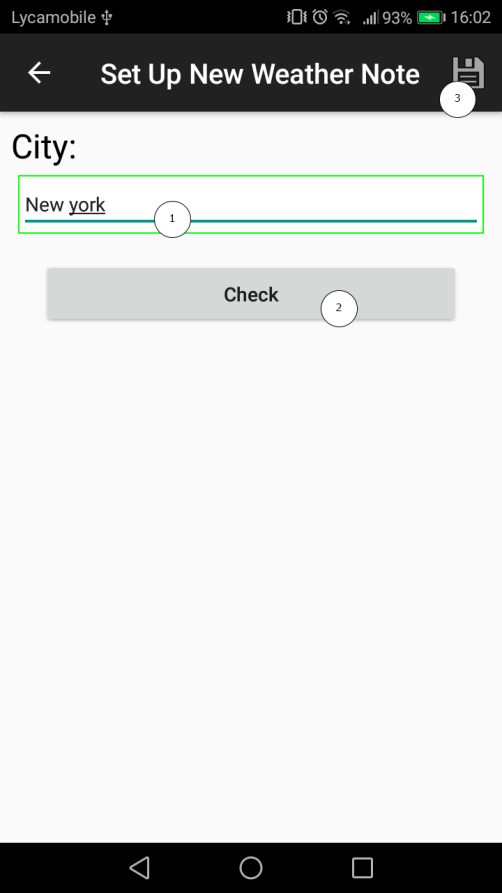 Lycamobile 93% 16:02
Set Up New Weather Note
3
City:
New york
1
Check
2